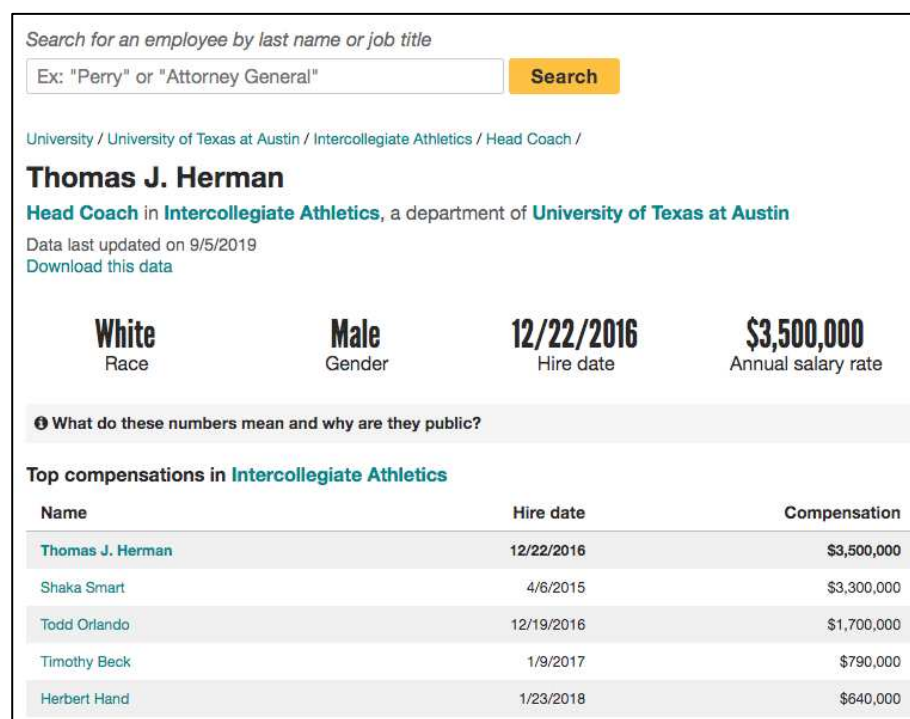 Search for an employee by last name or job title
Ex: "Perry" or "Attorney General"
Search
University / University of Texas at Austin / Intercollegiate Athletics / Head Coach /
Thomas J. Herman
Head Coach in Intercollegiate Athletics, a department of University of Texas at Austin
Data last updated on 9/5/2019
Download this data
White Male 12/22/2016 $3,500,000
Race Gender Hire date Annual salary rate
What do these numbers mean and why are they public?
Top compensations in Intercollegiate Athletics
Name Hire date Compensation
Thomas J. Herman 12/22/2016 $3,500,000
Shaka Smart 4/6/2015 $3,300,000
Todd Orlando 12/19/2016 $1,700,000
Timothy Beck 1/9/2017 $790,000
Herbert Hand 1/23/2018 $640,000